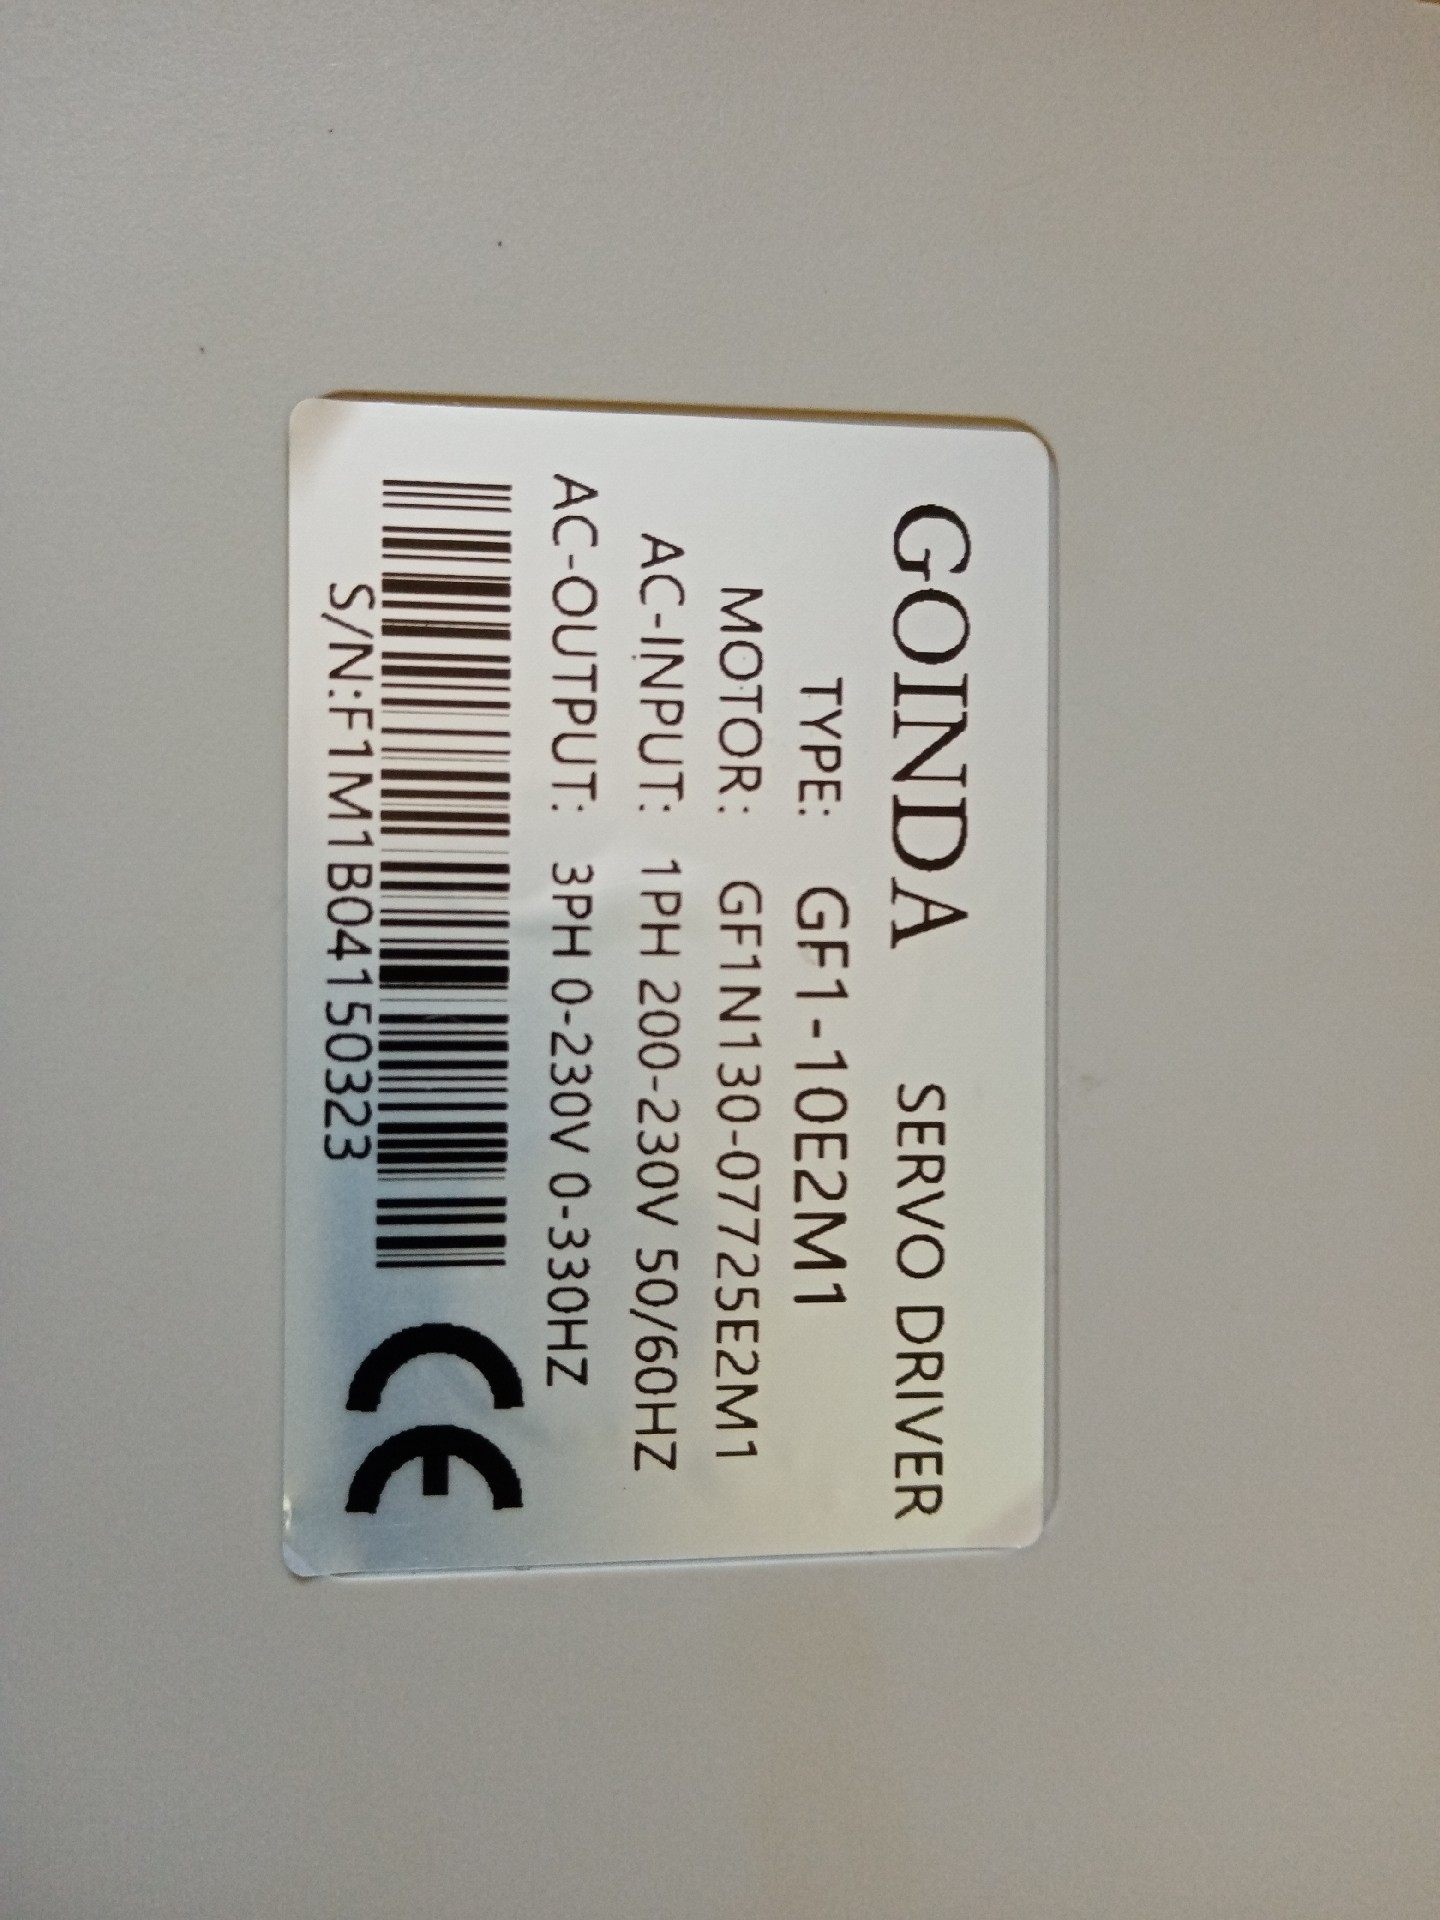 GOINDA SERVO DRIVER
TYPE: GF1-10E2M1
MOTOR: GF1N130-07725E2M1
AC-INPUT: 1PH 200-230V 50/60HZ
AC-OUTPUT: 3PH 0-230V 0-330HZ
S/N:F1M1B04150323
CE